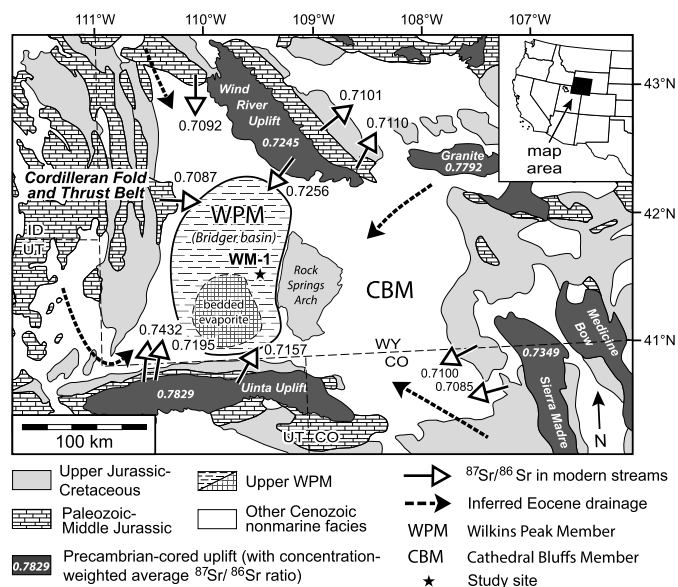 111°W 110°W 109°W 108°W 107°W
43°N
42°N
41°N
map
area
Wind
River
Uplift
0.7245
0.7092
0.7101
0.7110
Granite
0.7792
Cordilleran Fold
and Thrust Belt
0.7087
0.7256
WPM
(Bridger basin)
WM-1
bedded
evaporite
Rock
Springs
Arch
CBM
ID
UT
WY
CO
Medicine
Bow
0.7349
Sierra Madre
0.7432
0.7195
0.7157
0.7100
0.7085
0.7829
Uinta Uplift
UT
CO
N
100 km
Upper Jurassic-
Cretaceous
Paleozoic-
Middle Jurassic
0.7829
Precambrian-cored uplift (with concentration-
weighted average 87Sr/ 86Sr ratio)
Upper WPM
Other Cenozoic
nonmarine facies
87Sr/86 Sr in modern streams
Inferred Eocene drainage
WPM Wilkins Peak Member
CBM Cathedral Bluffs Member
Study site